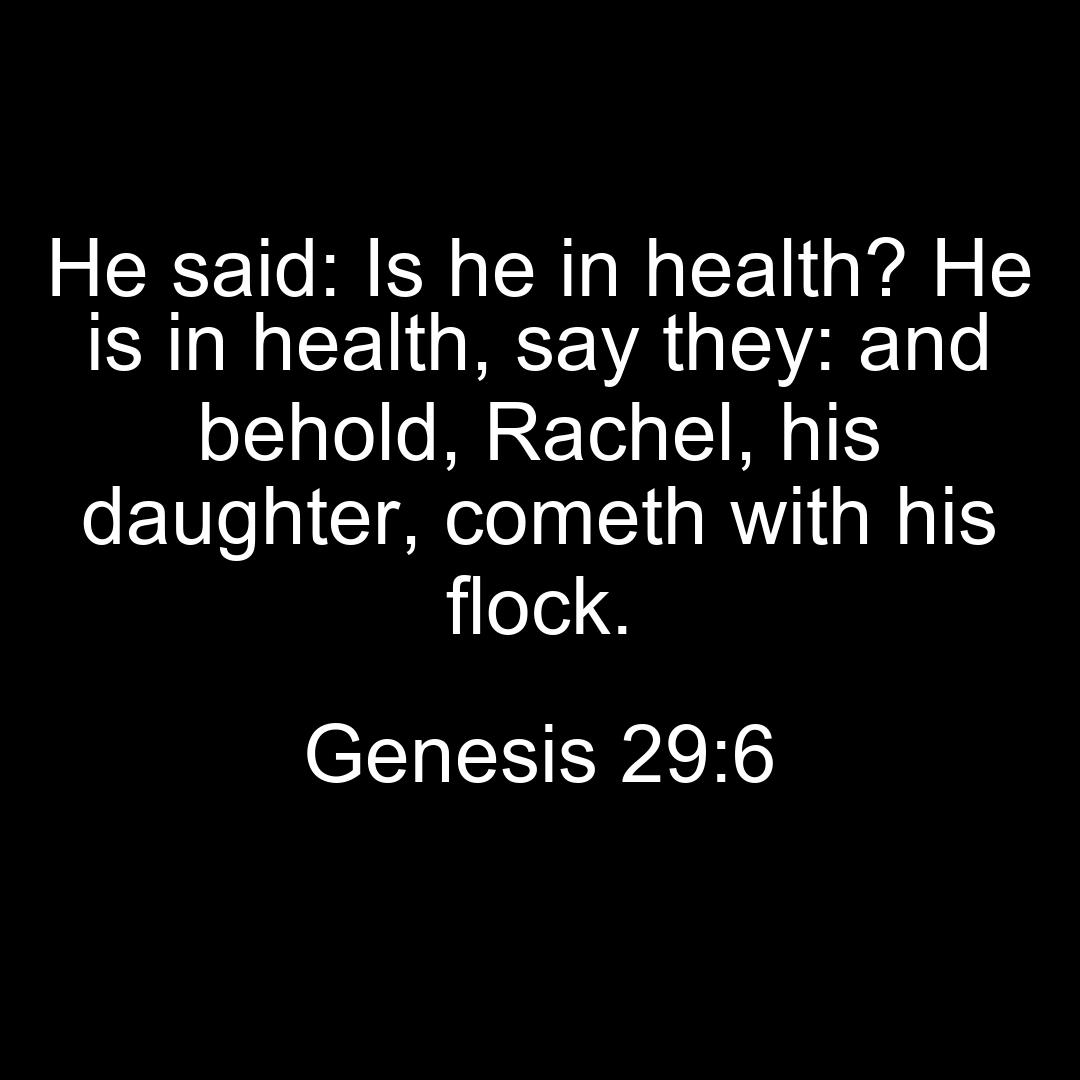 He said: Is he in health? He
is in health, say they: and
behold, Rachel, his
daughter, cometh with his
flock.
Genesis 29:6